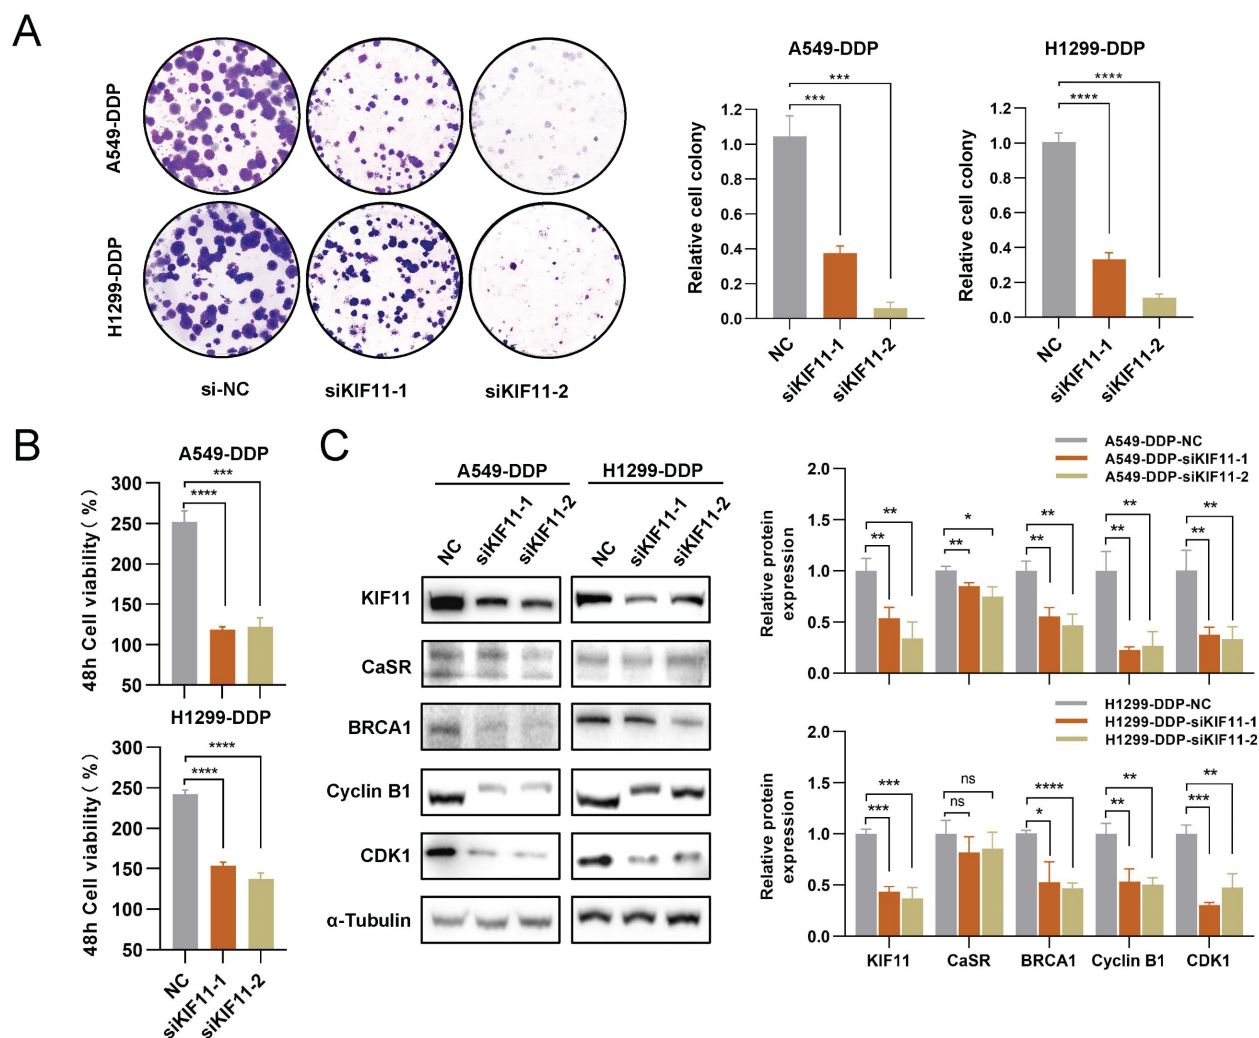 A
A549-DDP
H1299-DDP
si-NC
siKIF11-1
siKIF11-2
A549-DDP
***
***
Relative cell colony
1.2
1.0
0.8
0.6
0.4
0.2
0.0
NC
siKIF11-1
siKIF11-2
H1299-DDP
****
****
Relative cell colony
1.2
1.0
0.8
0.6
0.4
0.2
0.0
NC
siKIF11-1
siKIF11-2
B
A549-DDP
***
****
48h Cell viability (%)
300
250
200
150
100
50
H1299-DDP
****
****
48h Cell viability (%)
300
250
200
150
100
50
NC
siKIF11-1
siKIF11-2
C
A549-DDP
H1299-DDP
NC
siKIF11-1
siKIF11-2
NC
siKIF11-1
siKIF11-2
KIF11
CaSR
BRCA1
Cyclin B1
CDK1
α-Tubulin
A549-DDP-NC
A549-DDP-siKIF11-1
A549-DDP-siKIF11-2
Relative protein
expression
2.0
1.5
1.0
0.5
0.0
**
**
*
**
**
**
**
**
**
**
H1299-DDP-NC
H1299-DDP-siKIF11-1
H1299-DDP-siKIF11-2
Relative protein
expression
2.0
1.5
1.0
0.5
0.0
***
***
ns
ns
****
*
**
**
**
***
KIF11
CaSR
BRCA1
Cyclin B1
CDK1